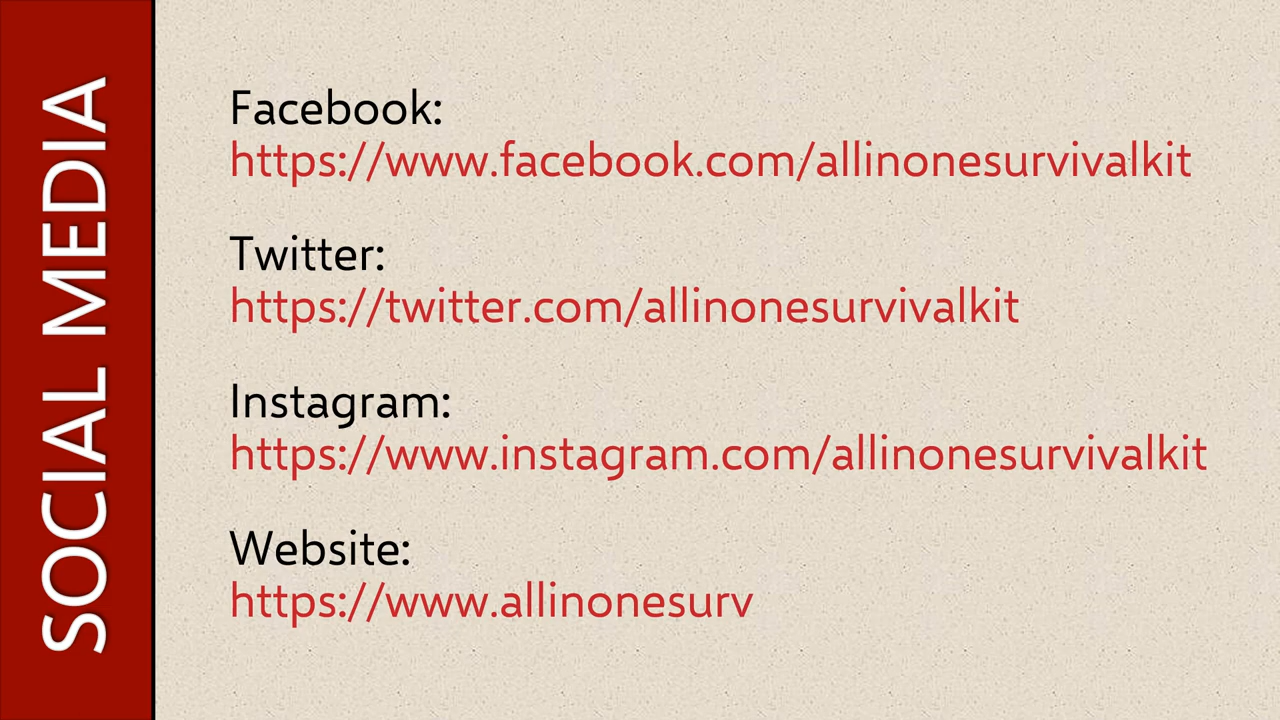 SOCIAL MEDIA
Facebook:
https://www.facebook.com/allinonesurvivalkit
Twitter:
https://twitter.com/allinonesurvivalkit
Instagram:
https://www.instagram.com/allinonesurvivalkit
Website:
https://www.allinonesurv